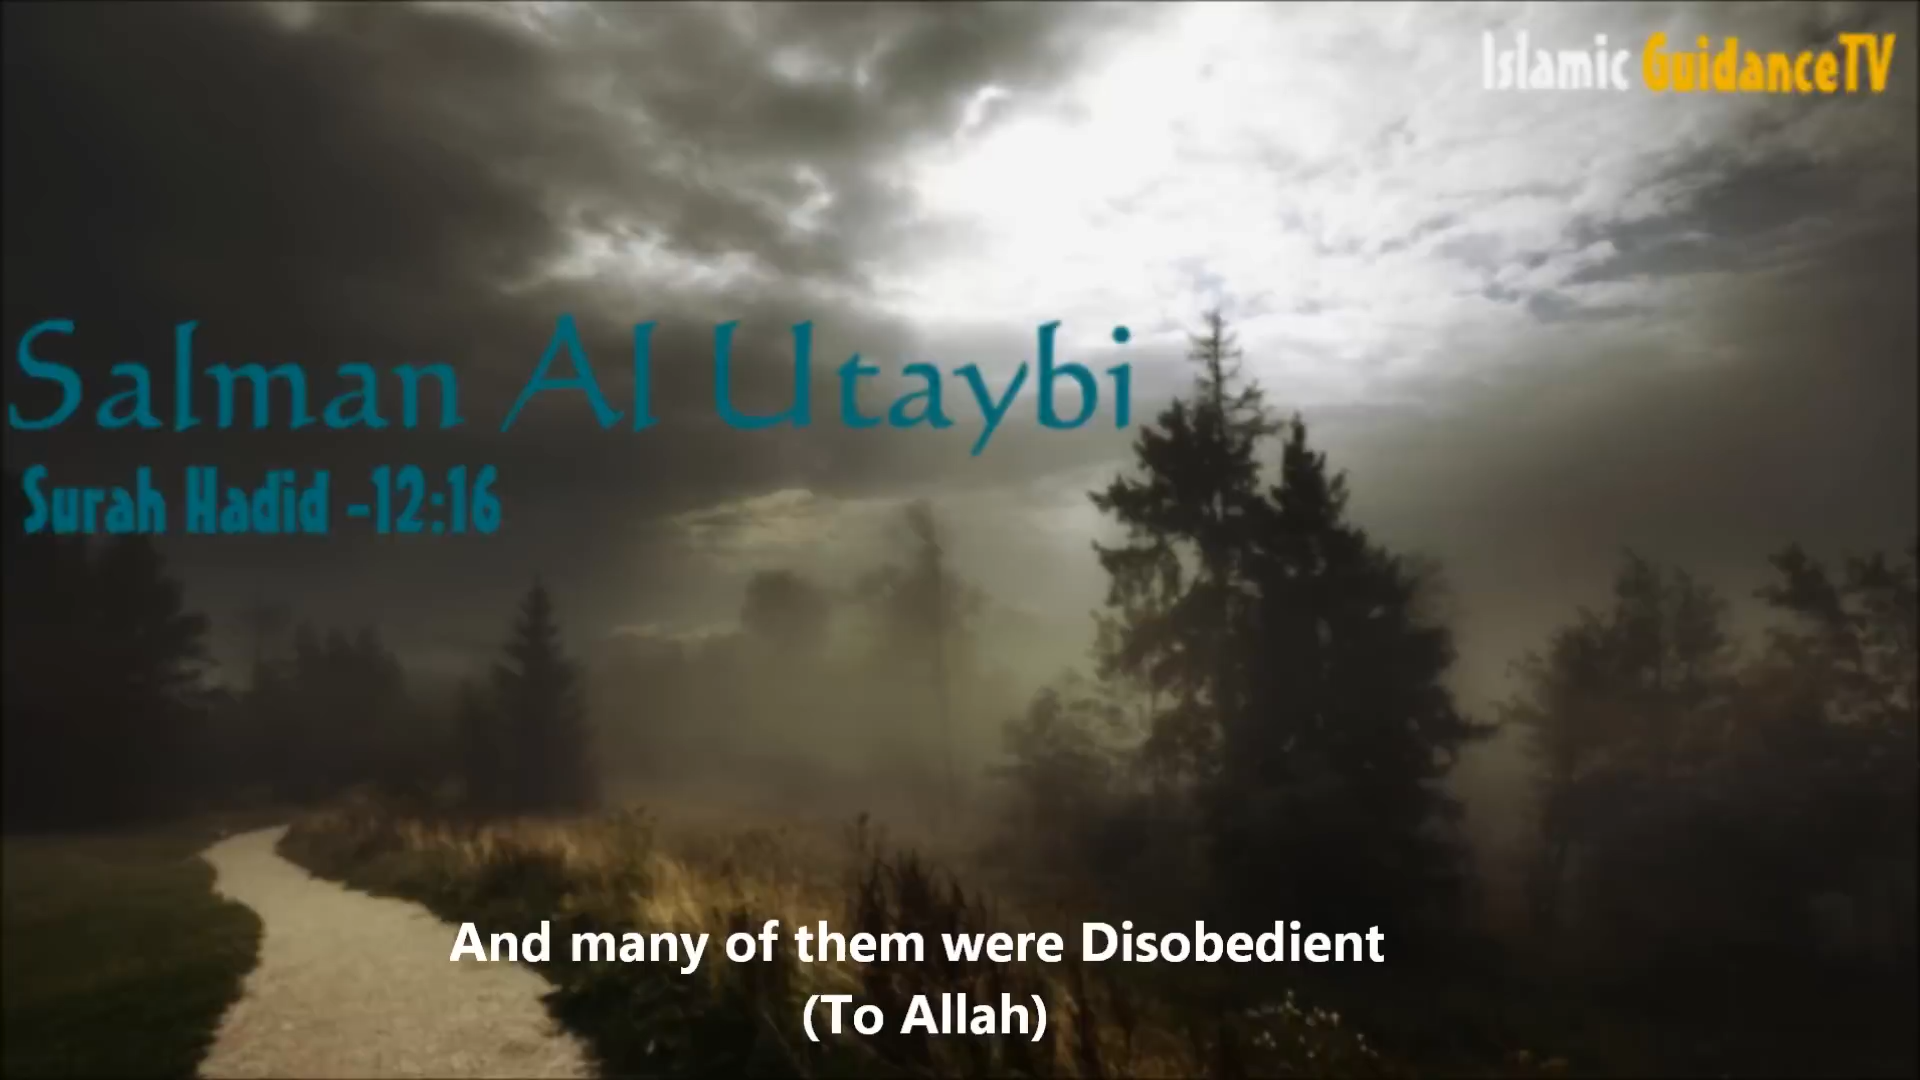 Islamic GuidanceTV
Salman Al Utaybi
Surah Hadid -12:16
And many of them were Disobedient
(To Allah)